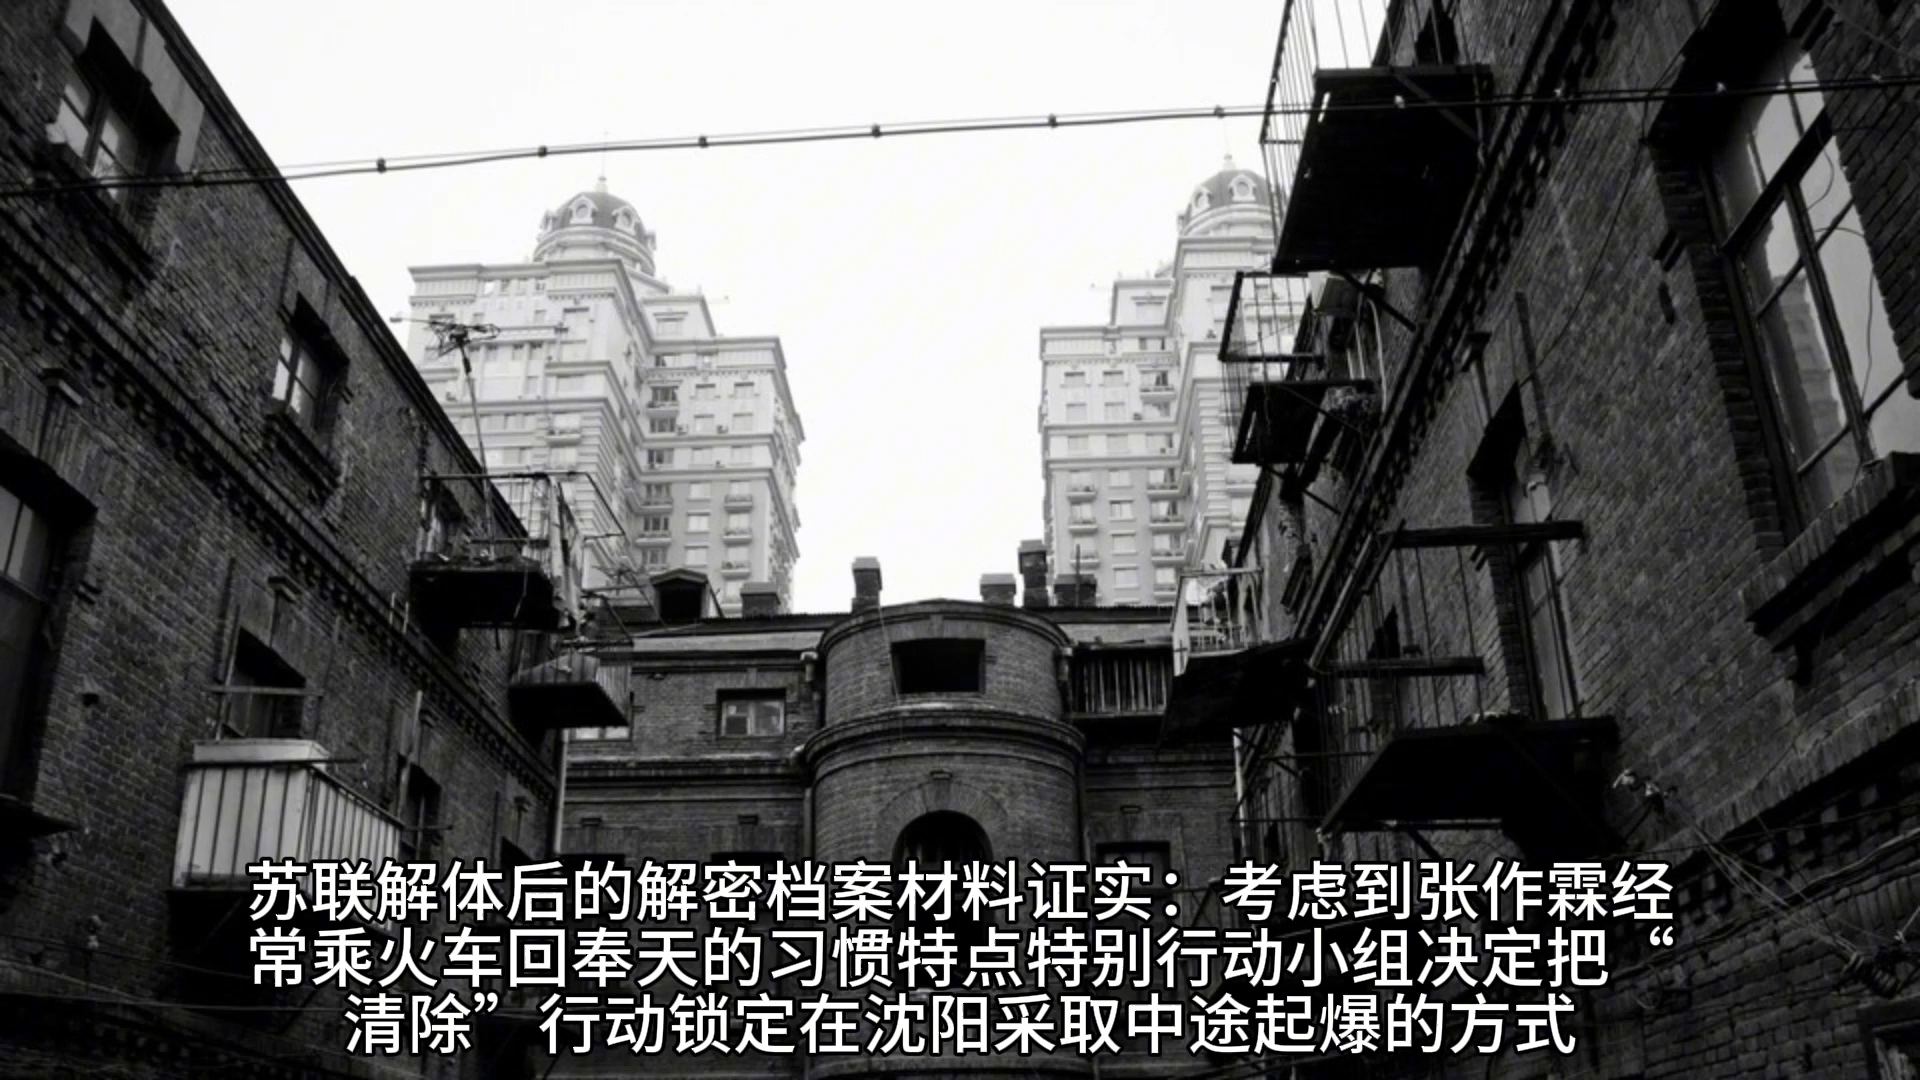 苏联解体后的解密档案材料证实：考虑到张作霖经
常乘火车回奉天的习惯特点特别行动小组决定把“
清除”行动锁定在沈阳采取中途起爆的方式